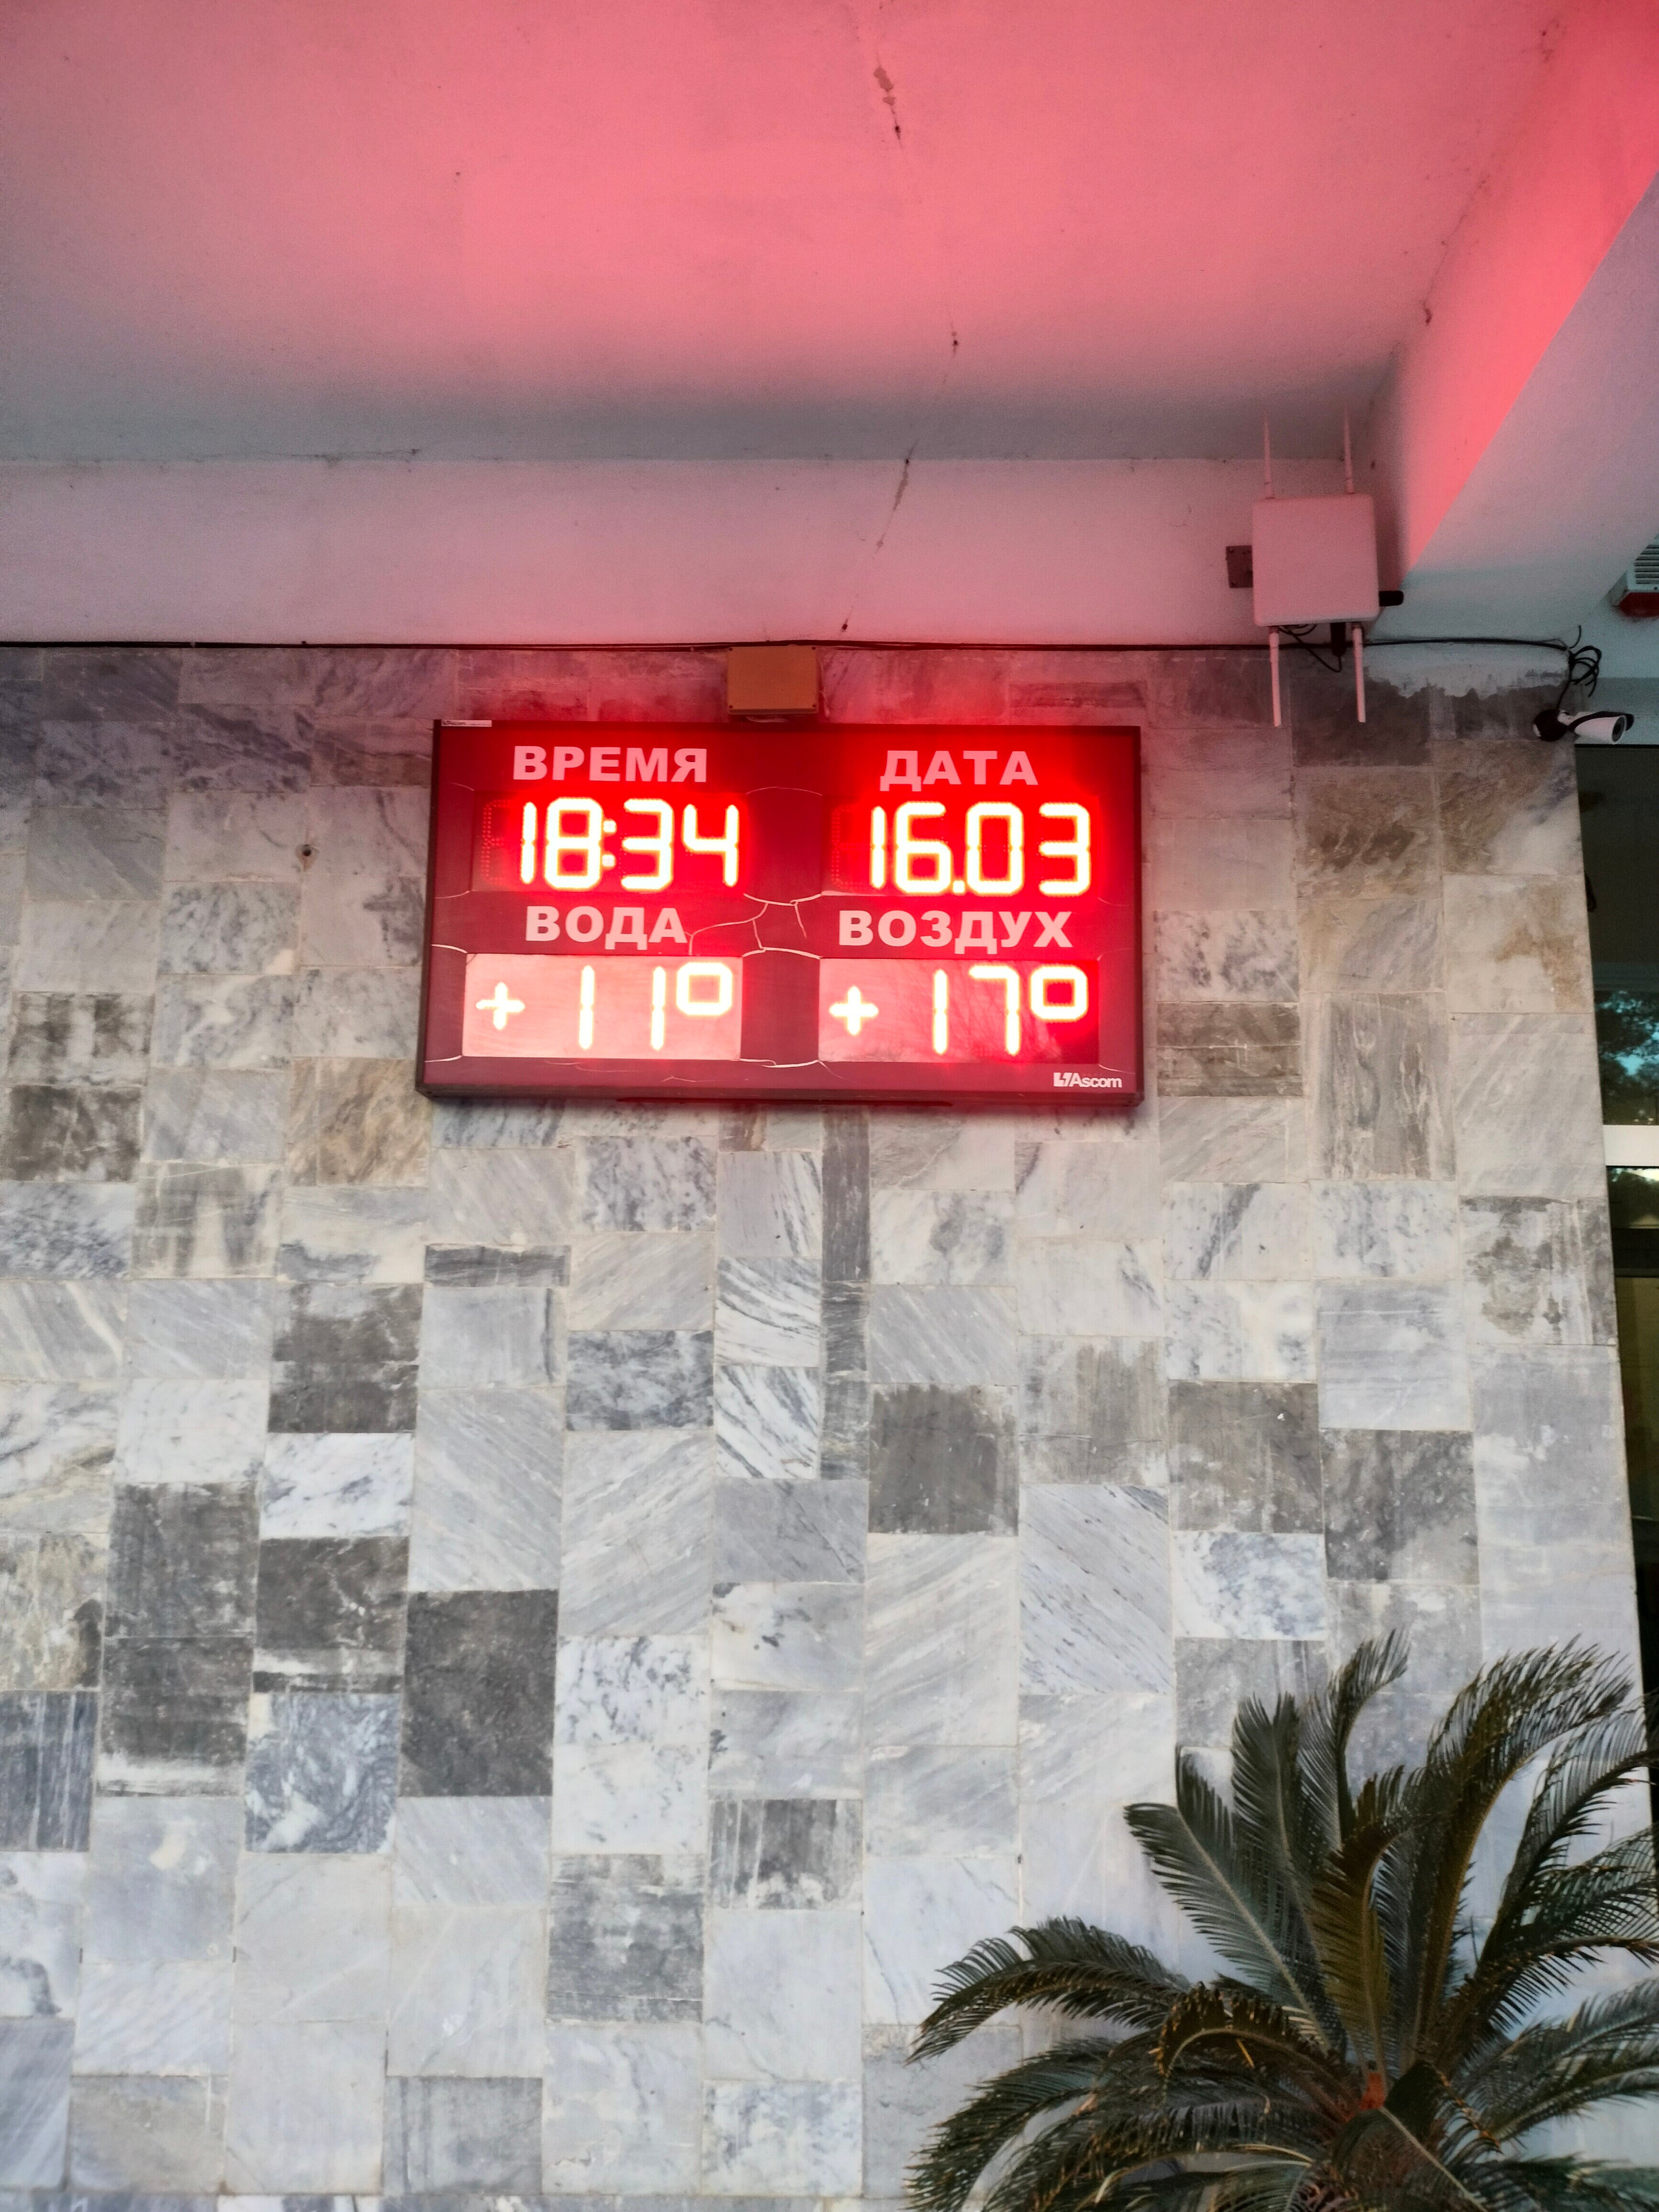 ВРЕМЯ ДАТА
18:34 16.03
ВОДА ВОЗДУХ
+11° +17°
Ascom